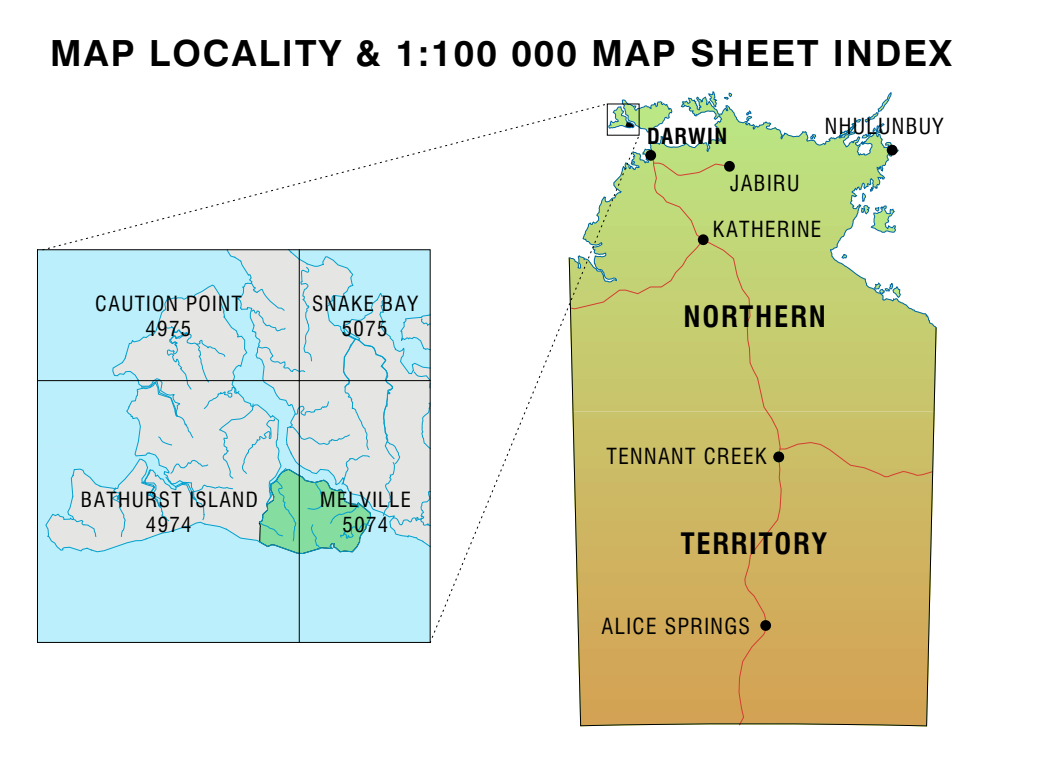 MAP LOCALITY & 1:100 000 MAP SHEET INDEX
CAUTION POINT
4975
SNAKE BAY
5075
BATHURST ISLAND
4974
MELVILLE
5074
DARWIN
NHULUNBUY
JABIRU
KATHERINE
NORTHERN
TENNANT CREEK
TERRITORY
ALICE SPRINGS